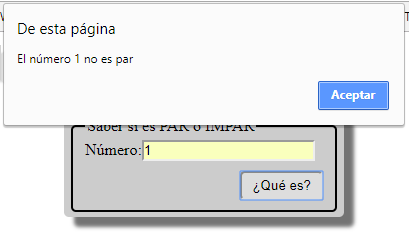 De esta página
El número 1 no es par
Aceptar
Saber si es PAR o IMPAR
Número:1
¿Qué es?